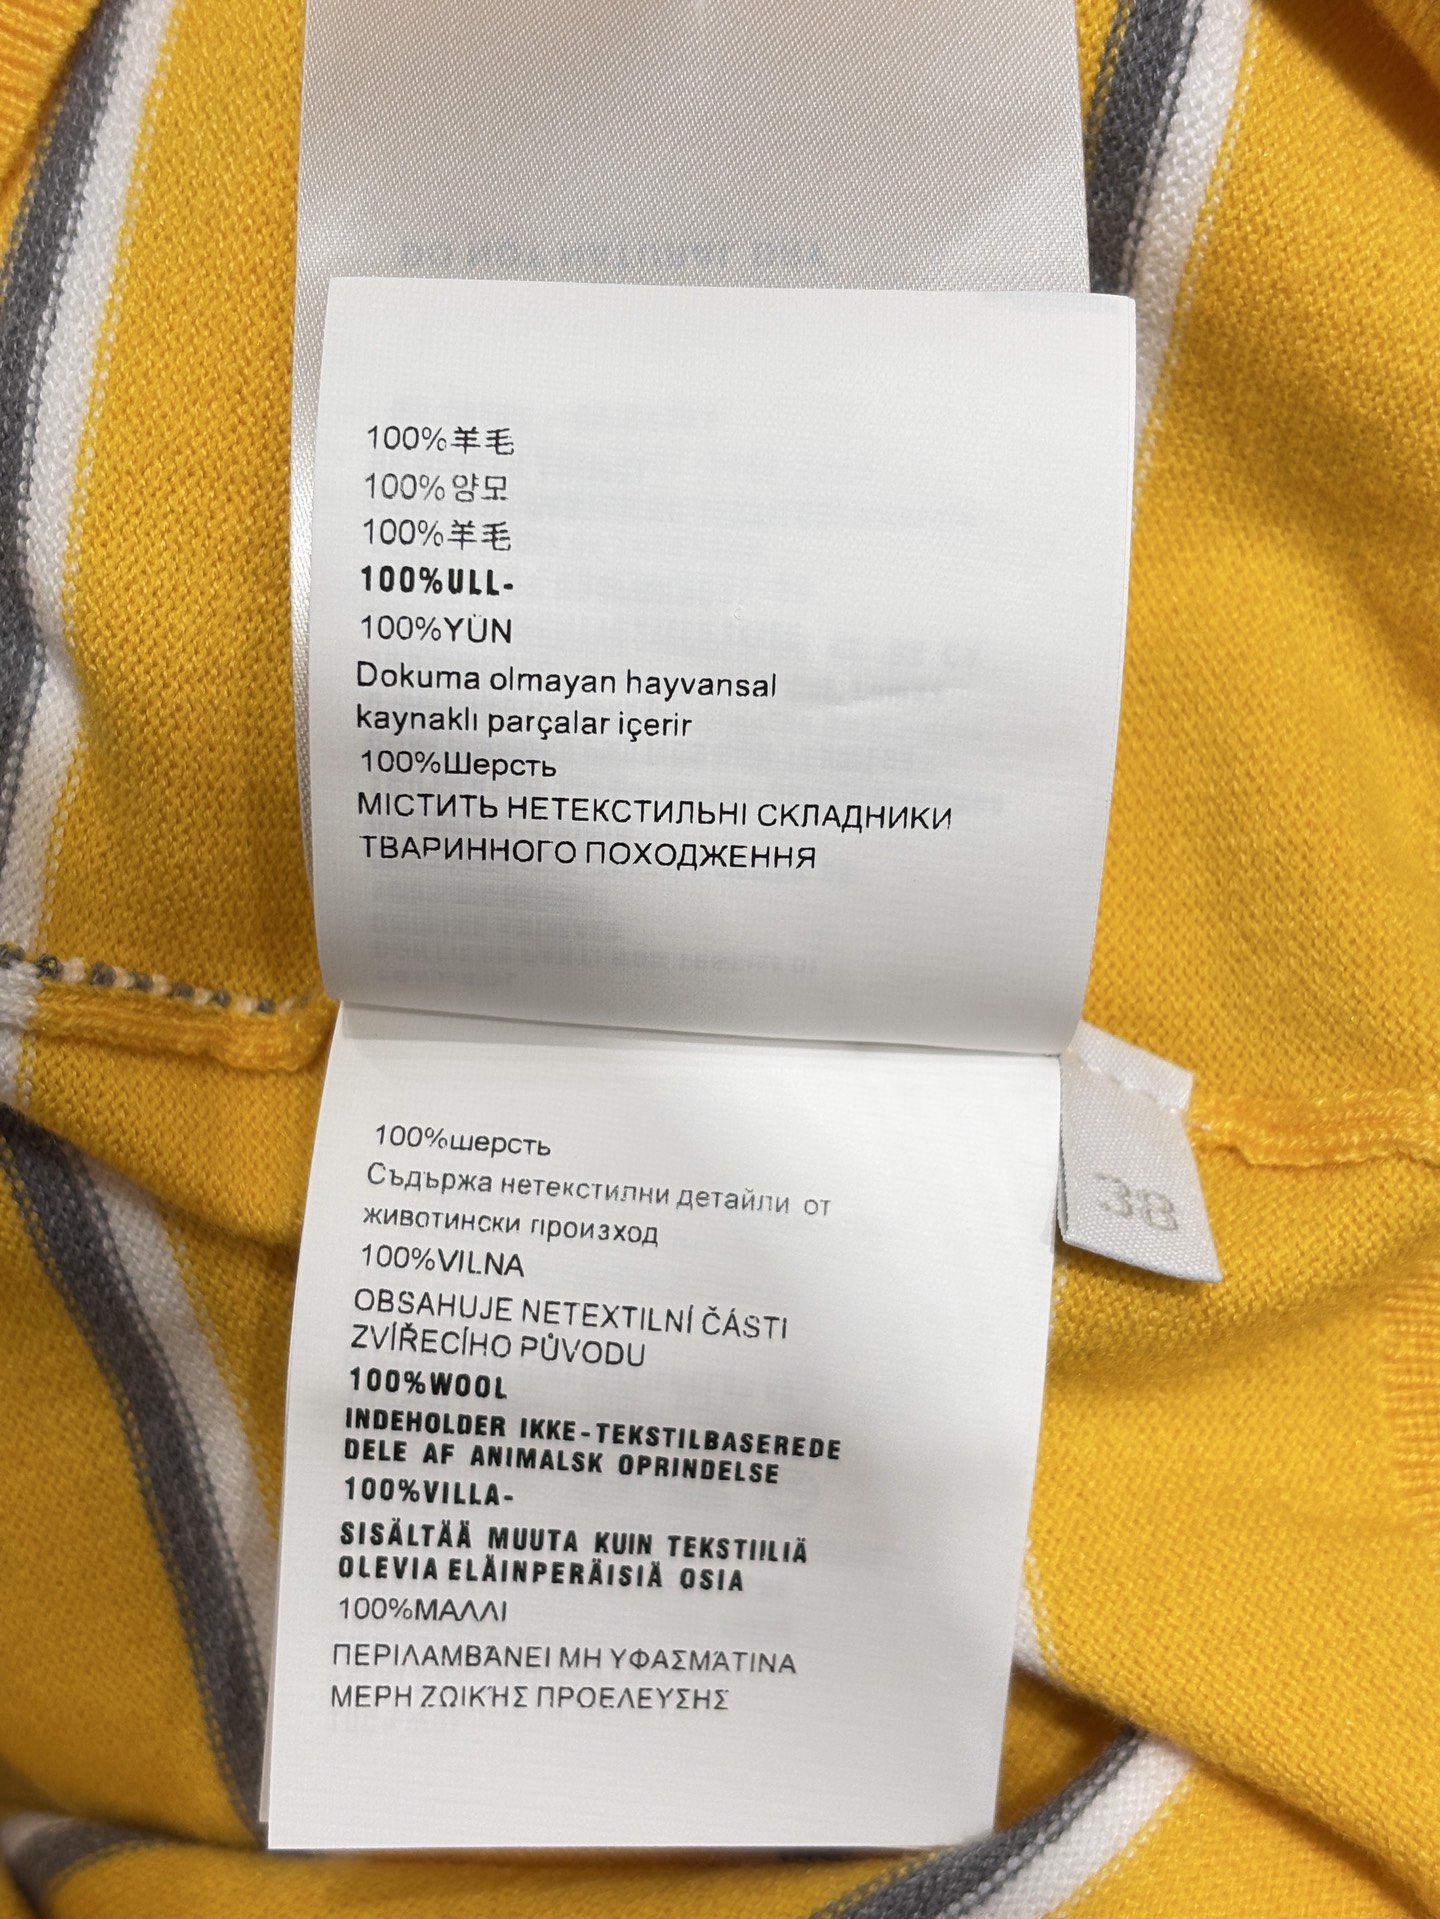 100%羊毛
100%양모
100%羊毛
100%ULL-
100%YÜN
Dokuma olmayan hayvansal
kaynaklı parçalar içerir
100%Шерсть
МІСТИТЬ НЕТЕКСТИЛЬНІ СКЛАДНИКИ
ТВАРИННОГО ПОХОДЖЕННЯ
100%шерсть
Съдържа нетекстилни детайли от
животински произход
100%VILNA
OBSAHUJE NETEXTILNÍ ČÁSTI
ZVÍŘECÍHO PŮVODU
100%WOOL
INDEHOLDER IKKE-TEKSTILBASEREDE
DELE AF ANIMALSK OPRINDELSE
100%VILLA-
SISÄLTÄÄ MUUTA KUIN TEKSTIILIÄ
OLEVIA ELÄINPERÄISIÄ OSIA
100%ΜΑΛΛΙ
ΠΕΡΙΛΑΜΒΆΝΕΙ ΜΗ ΥΦΑΣΜΆΤΙΝΑ
ΜΕΡΗ ΖΩΙΚΉΣ ΠΡΟΕΛΕΥΣΗΣ
38